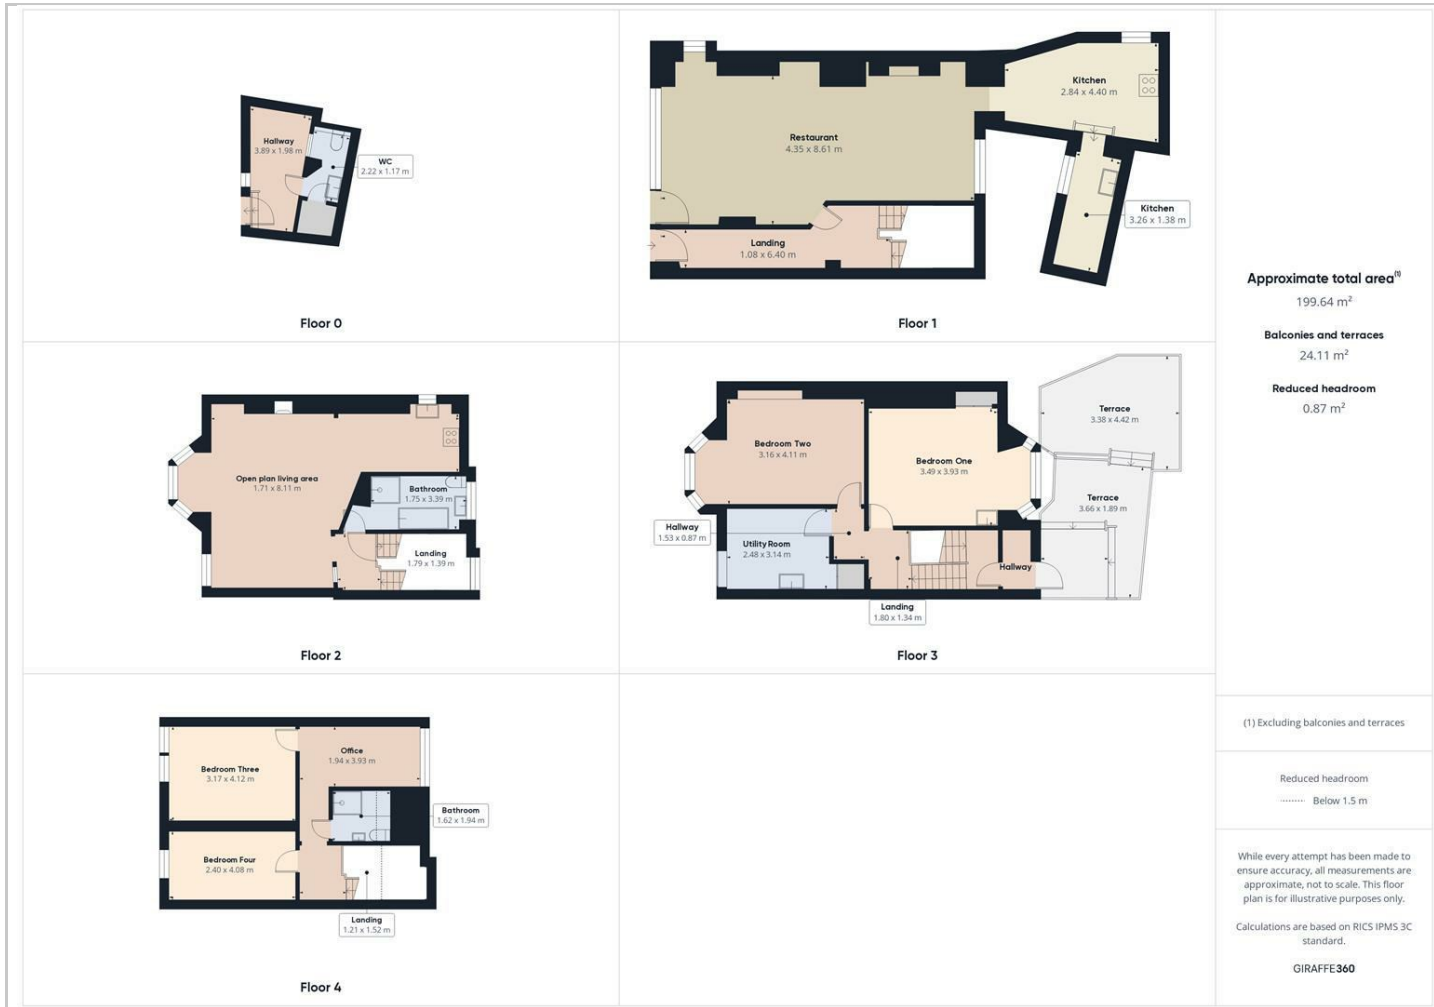 Hallway
3.89 x 1.98 m
WC
2.22 x 1.17 m
Floor 0
Kitchen
2.84 x 4.40 m
Restaurant
4.35 x 8.61 m
Kitchen
3.26 x 1.38 m
Landing
1.08 x 6.40 m
Floor 1
Open plan living area
1.71 x 8.11 m
Bathroom
1.75 x 3.39 m
Landing
1.79 x 1.39 m
Floor 2
Terrace
3.38 x 4.42 m
Bedroom Two
3.16 x 4.11 m
Bedroom One
3.49 x 3.93 m
Terrace
3.66 x 1.89 m
Hallway
1.53 x 0.87 m
Utility Room
2.48 x 3.14 m
Hallway
Landing
1.80 x 1.34 m
Floor 3
Office
1.94 x 3.93 m
Bedroom Three
3.17 x 4.12 m
Bathroom
1.62 x 1.94 m
Bedroom Four
2.40 x 4.08 m
Landing
1.21 x 1.52 m
Floor 4
Approximate total area(1)
199.64 m²
Balconies and terraces
24.11 m²
Reduced headroom
0.87 m²
(1) Excluding balconies and terraces
Reduced headroom
Below 1.5 m
While every attempt has been made to
ensure accuracy, all measurements are
approximate, not to scale. This floor
plan is for illustrative purposes only.
Calculations are based on RICS IPMS 3C
standard.
GIRAFFE360